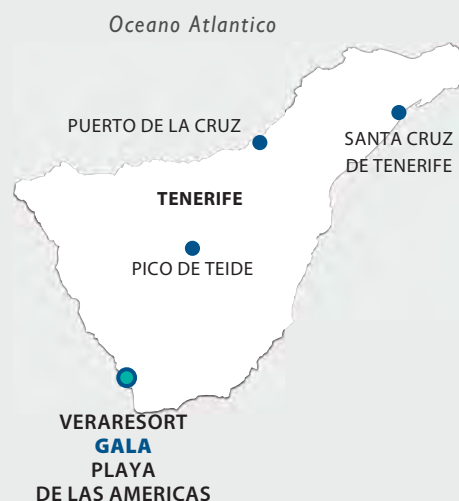 Oceano Atlantico
PUERTO DE LA CRUZ
SANTA CRUZ
DE TENERIFE
TENERIFE
PICO DE TEIDE
VERARESORT
GALA
PLAYA
DE LAS AMERICAS